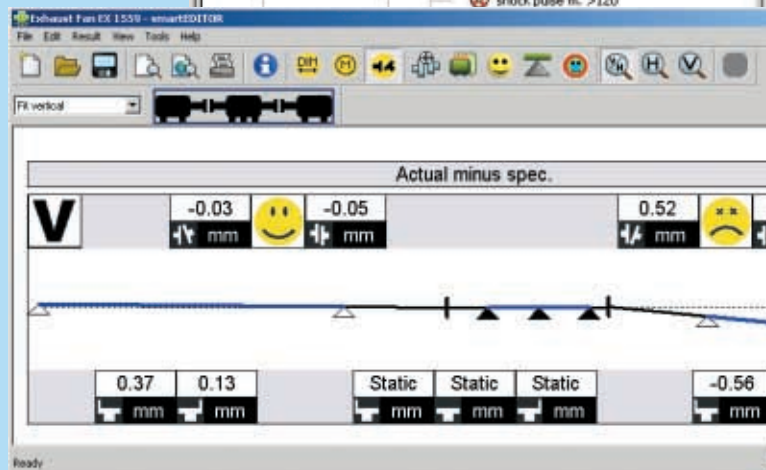 shock pulse m. >120
Exhaust Fan EX 1559 - smartEDITOR
File Edit Result View Tools Help
DIM M H V
Fit vertical
Actual minus spec.
V -0.03 mm -0.05 mm 0.52 mm
0.37 0.13 Static Static Static -0.56
mm mm mm mm mm mm
Ready